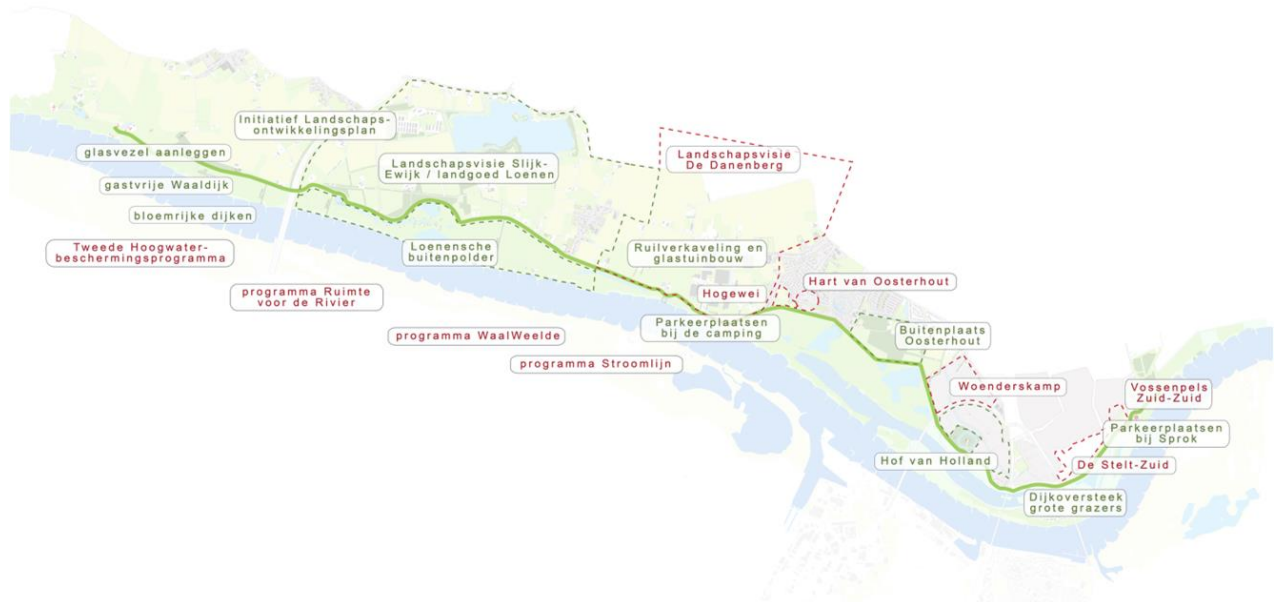 Initiatief Landschaps-
ontwikkelingsplan
glasvezel aanleggen
gastvrije Waaldijk
bloemrijke dijken
Tweede Hoogwater-
beschermingsprogramma
programma Ruimte
voor de Rivier
programma WaalWeelde
programma Stroomlijn
Landschapsvisie Slijk-
Ewijk / landgoed Loenen
Loenensche
buitenpolder
Landschapsvisie
De Danenberg
Ruilverkaveling en
glastuinbouw
Hogewei
Hart van Oosterhout
Parkeerplaatsen
bij de camping
Buitenplaats
Oosterhout
Woenderskamp
Vossenpels
Zuid-Zuid
Parkeerplaatsen
bij Sprok
Hof van Holland
De Stelt-Zuid
Dijkoversteek
grote grazers